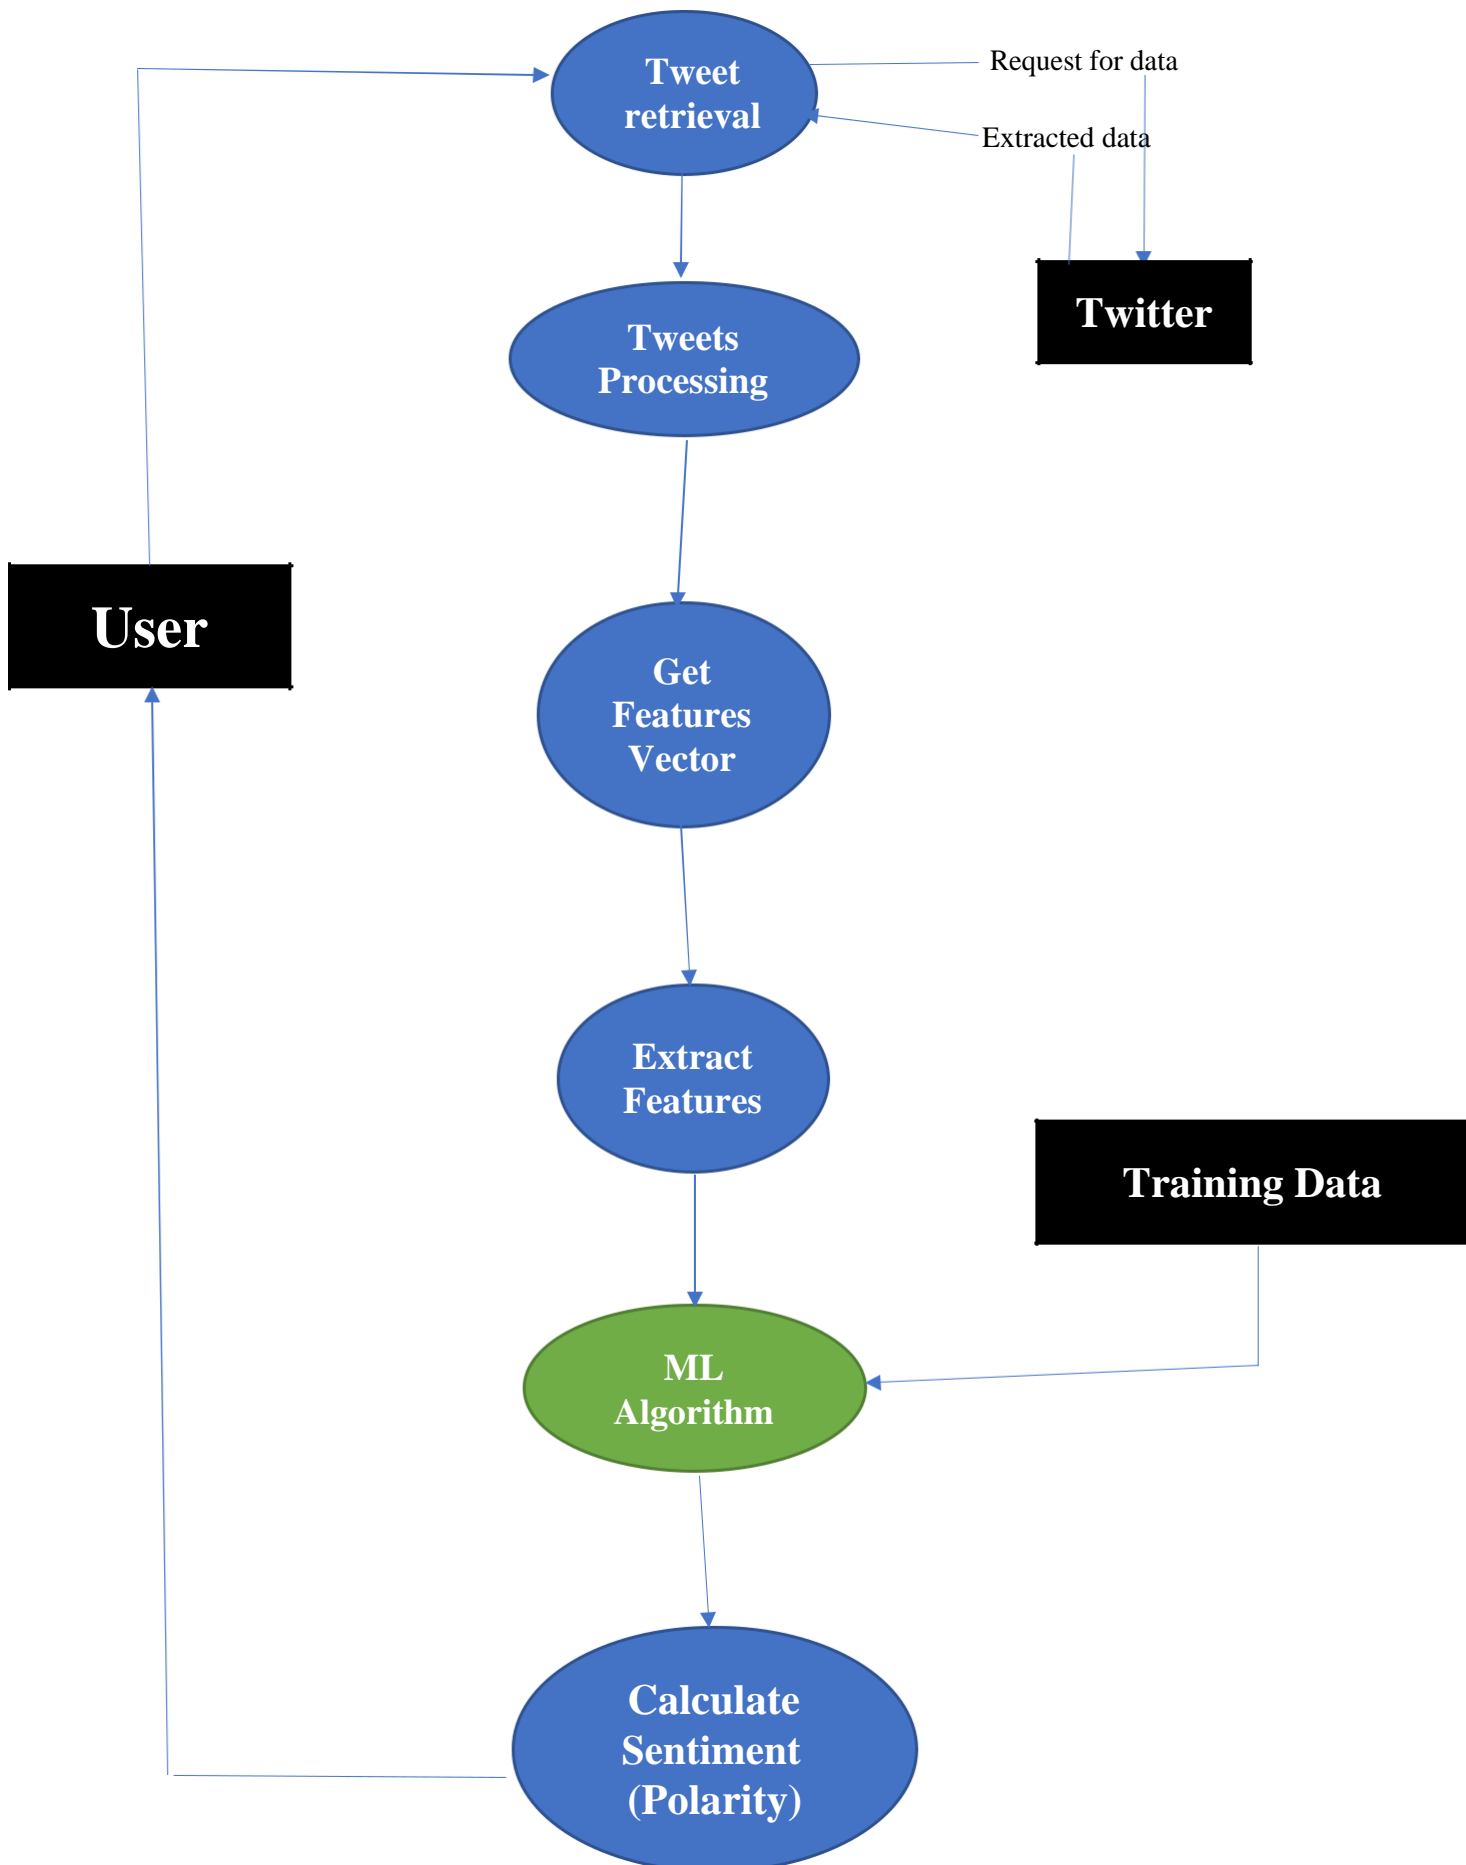 Tweet
retrieval
Request for data
Extracted data
Twitter
Tweets
Processing
User
Get
Features
Vector
Extract
Features
Training Data
ML
Algorithm
Calculate
Sentiment
(Polarity)